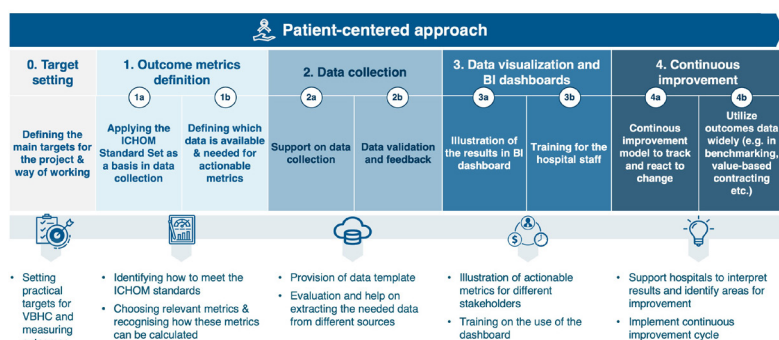 Patient-centered approach
0. Target
setting
1. Outcome metrics
definition
2. Data collection
3. Data visualization and
BI dashboards
4. Continuous
improvement
1a
1b
2a
2b
3a
3b
4a
4b
Defining the
main targets for
the project &
way of working
Applying the
ICHOM
Standard Set as
a basis in data
collection
Defining which
data is available
& needed for
actionable
metrics
Support on data
collection
Data validation
and feedback
Illustration of
the results in BI
dashboard
Training for the
hospital staff
Continous
improvement
model to track
and react to
change
Utilize
outcomes data
widely (e.g. in
benchmarking,
value-based
contracting
etc.)
• Setting
practical
targets for
VBHC and
measuring
• Identifying how to meet the
ICHOM standards
• Choosing relevant metrics &
recognising how these metrics
can be calculated
• Provision of data template
• Evaluation and help on
extracting the needed data
from different sources
• Illustration of actionable
metrics for different
stakeholders
• Training on the use of the
dashboard
• Support hospitals to interpret
results and identify areas for
improvement
• Implement continuous
improvement cycle